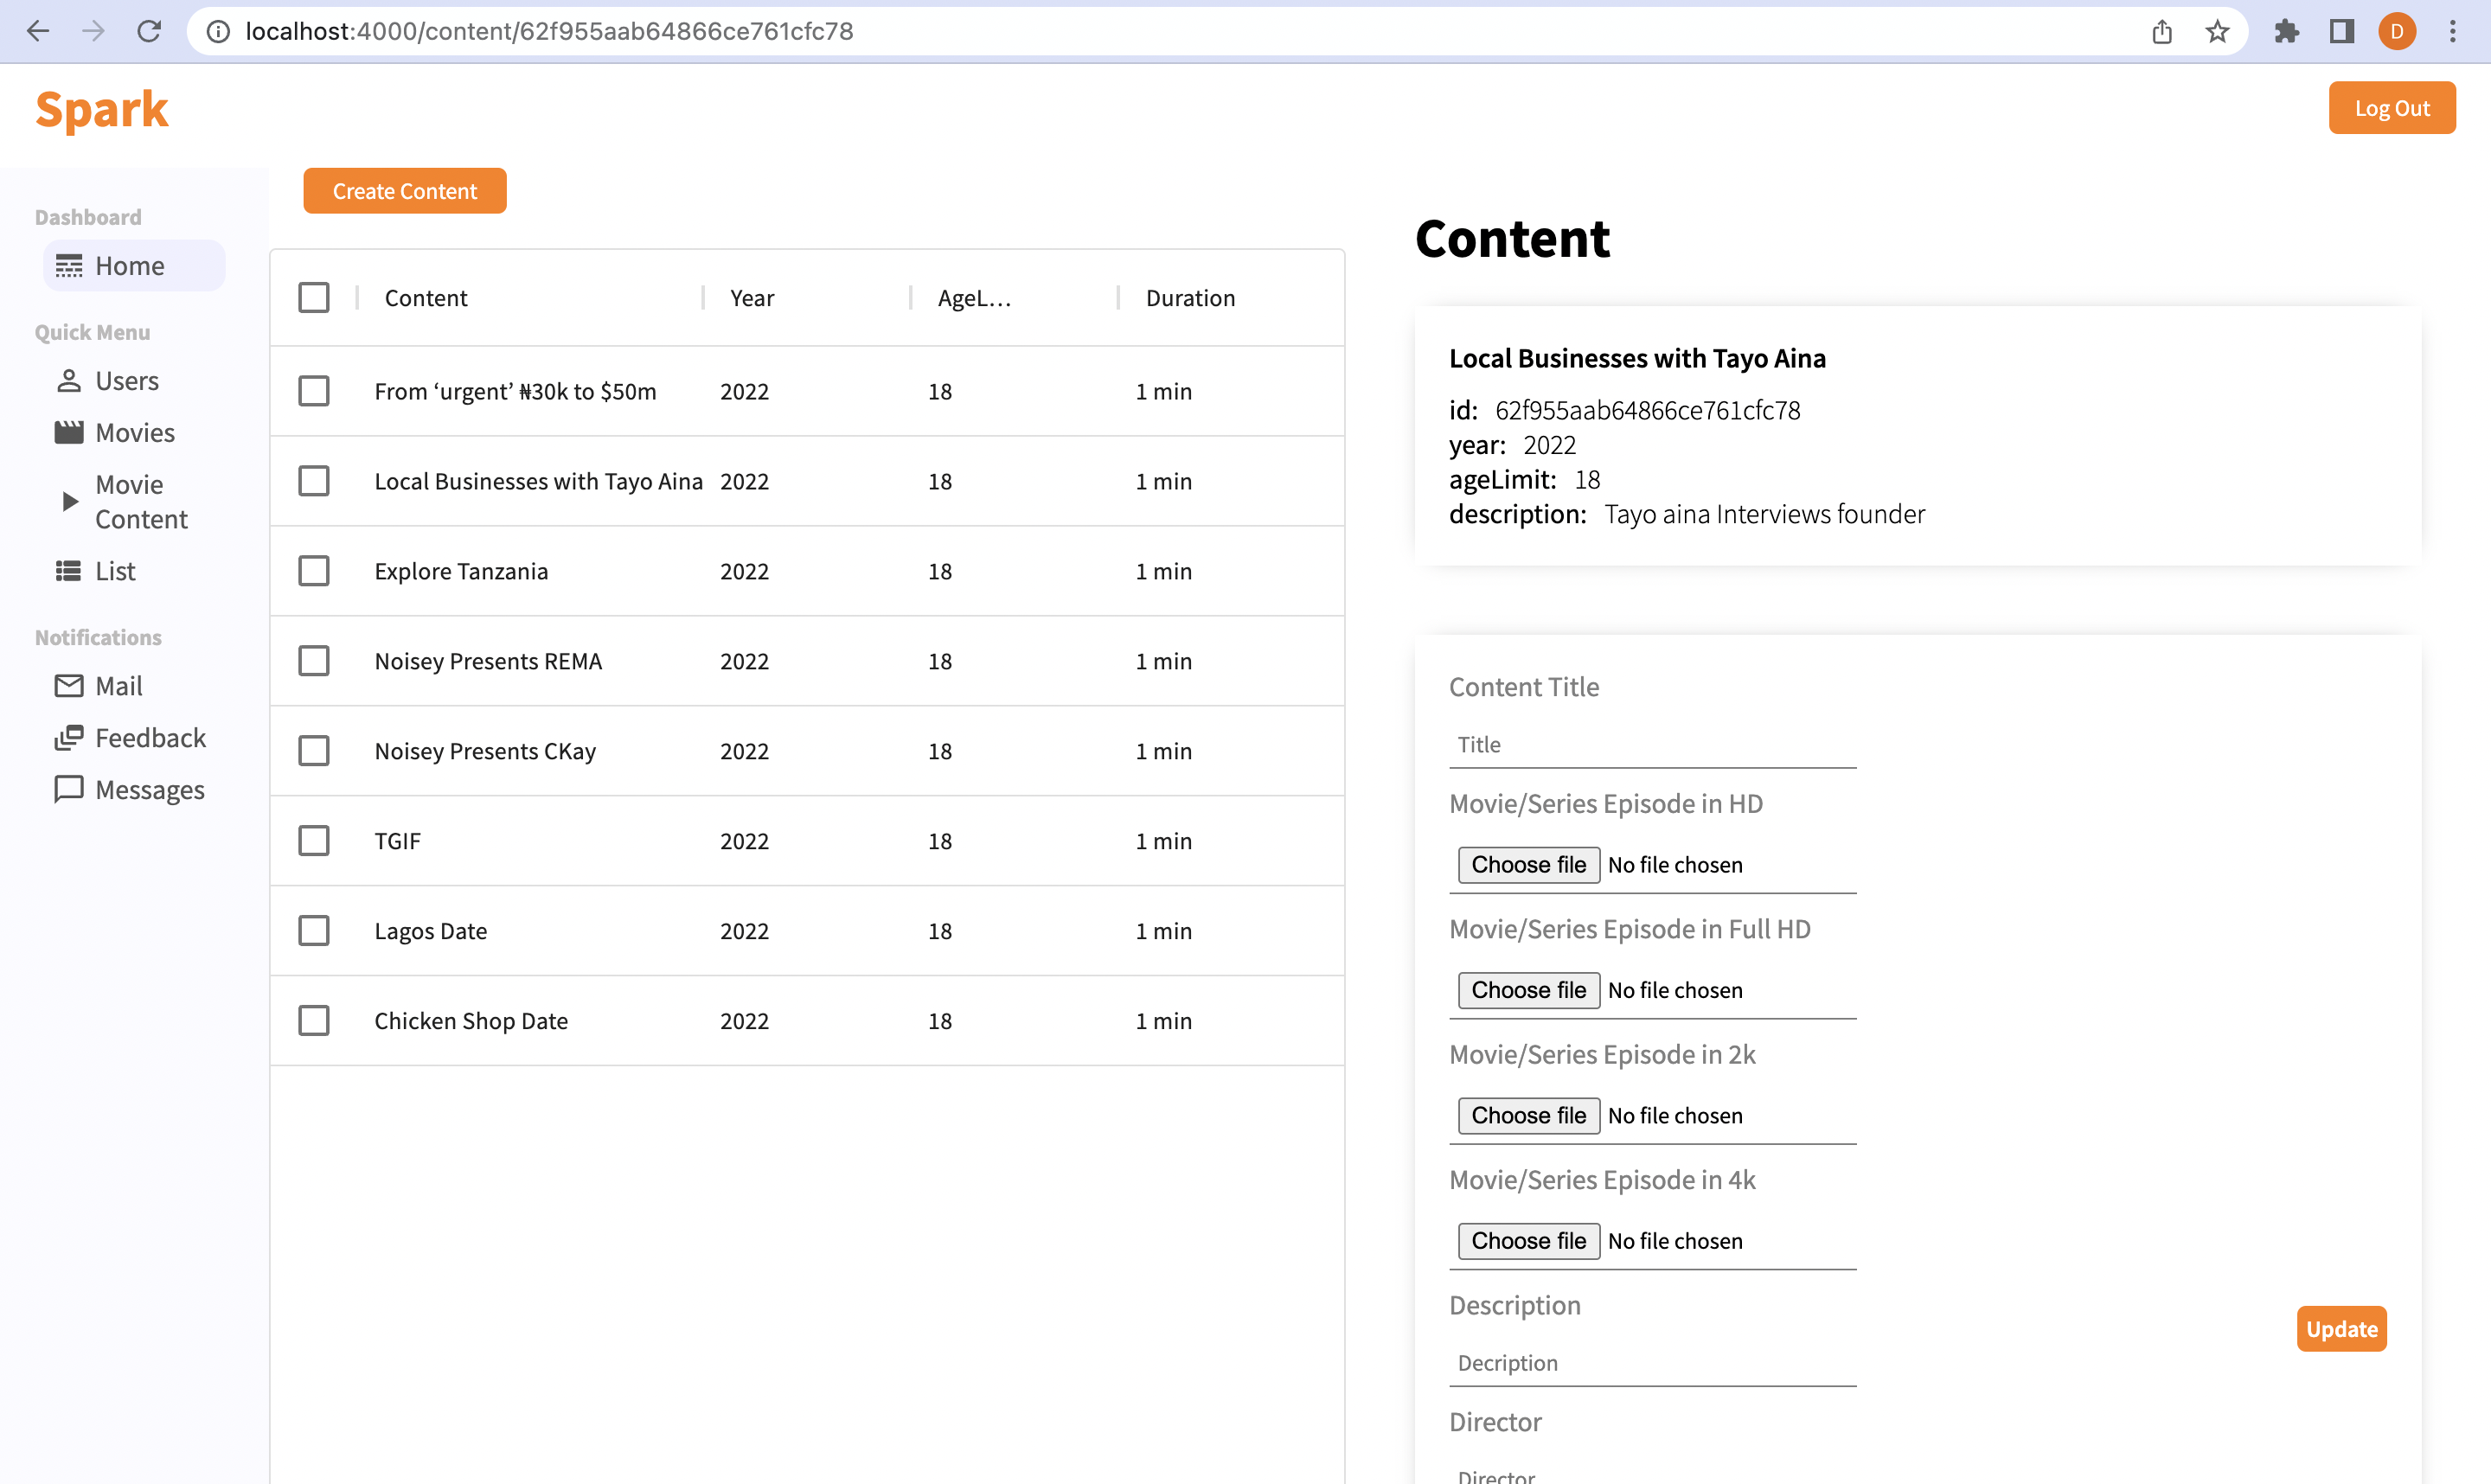 localhost:4000/content/62f955aab64866ce761cfc78
D
Spark
Log Out
Dashboard
Home
Quick Menu
Users
Movies
Movie
Content
List
Notifications
Mail
Feedback
Messages
Create Content
Content Year AgeL... Duration
From ‘urgent’ ₦30k to $50m 2022 18 1 min
Local Businesses with Tayo Aina 2022 18 1 min
Explore Tanzania 2022 18 1 min
Noisey Presents REMA 2022 18 1 min
Noisey Presents CKay 2022 18 1 min
TGIF 2022 18 1 min
Lagos Date 2022 18 1 min
Chicken Shop Date 2022 18 1 min
Content
Local Businesses with Tayo Aina
id: 62f955aab64866ce761cfc78
year: 2022
ageLimit: 18
description: Tayo aina Interviews founder
Content Title
Title
Movie/Series Episode in HD
Choose file No file chosen
Movie/Series Episode in Full HD
Choose file No file chosen
Movie/Series Episode in 2k
Choose file No file chosen
Movie/Series Episode in 4k
Choose file No file chosen
Description
Update
Decription
Director
Director